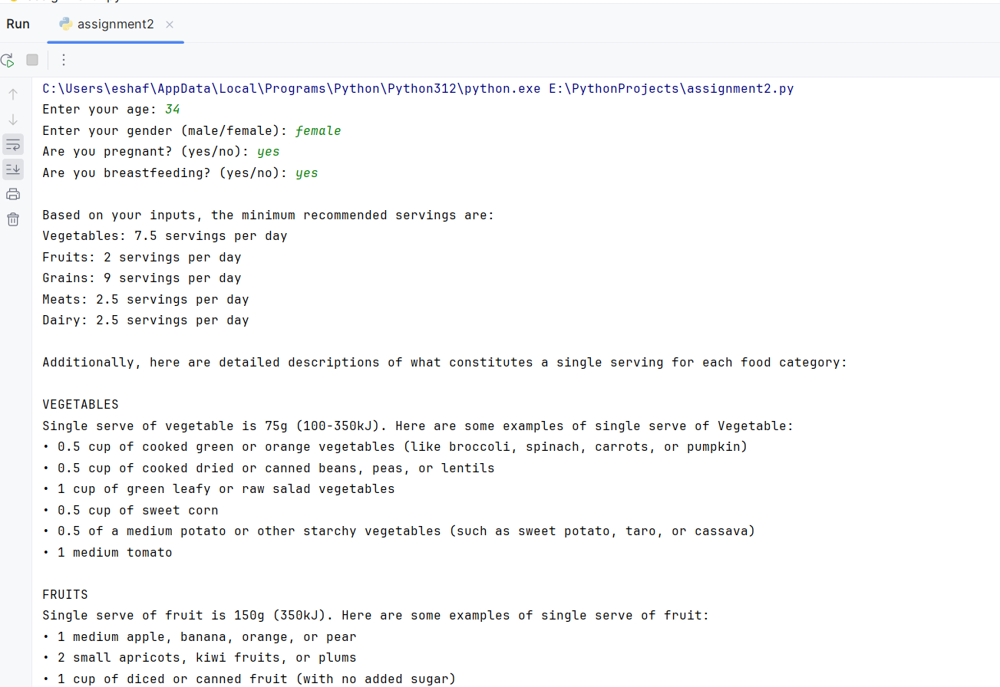 Run
assignment2
C:\Users\eshaf\AppData\Local\Programs\Python\Python312\python.exe E:\PythonProjects\assignment2.py
Enter your age: 34
Enter your gender (male/female): female
Are you pregnant? (yes/no): yes
Are you breastfeeding? (yes/no): yes
Based on your inputs, the minimum recommended servings are:
Vegetables: 7.5 servings per day
Fruits: 2 servings per day
Grains: 9 servings per day
Meats: 2.5 servings per day
Dairy: 2.5 servings per day
Additionally, here are detailed descriptions of what constitutes a single serving for each food category:
VEGETABLES
Single serve of vegetable is 75g (100-350kJ). Here are some examples of single serve of Vegetable:
• 0.5 cup of cooked green or orange vegetables (like broccoli, spinach, carrots, or pumpkin)
• 0.5 cup of cooked dried or canned beans, peas, or lentils
• 1 cup of green leafy or raw salad vegetables
• 0.5 cup of sweet corn
• 0.5 of a medium potato or other starchy vegetables (such as sweet potato, taro, or cassava)
• 1 medium tomato
FRUITS
Single serve of fruit is 150g (350kJ). Here are some examples of single serve of fruit:
• 1 medium apple, banana, orange, or pear
• 2 small apricots, kiwi fruits, or plums
• 1 cup of diced or canned fruit (with no added sugar)